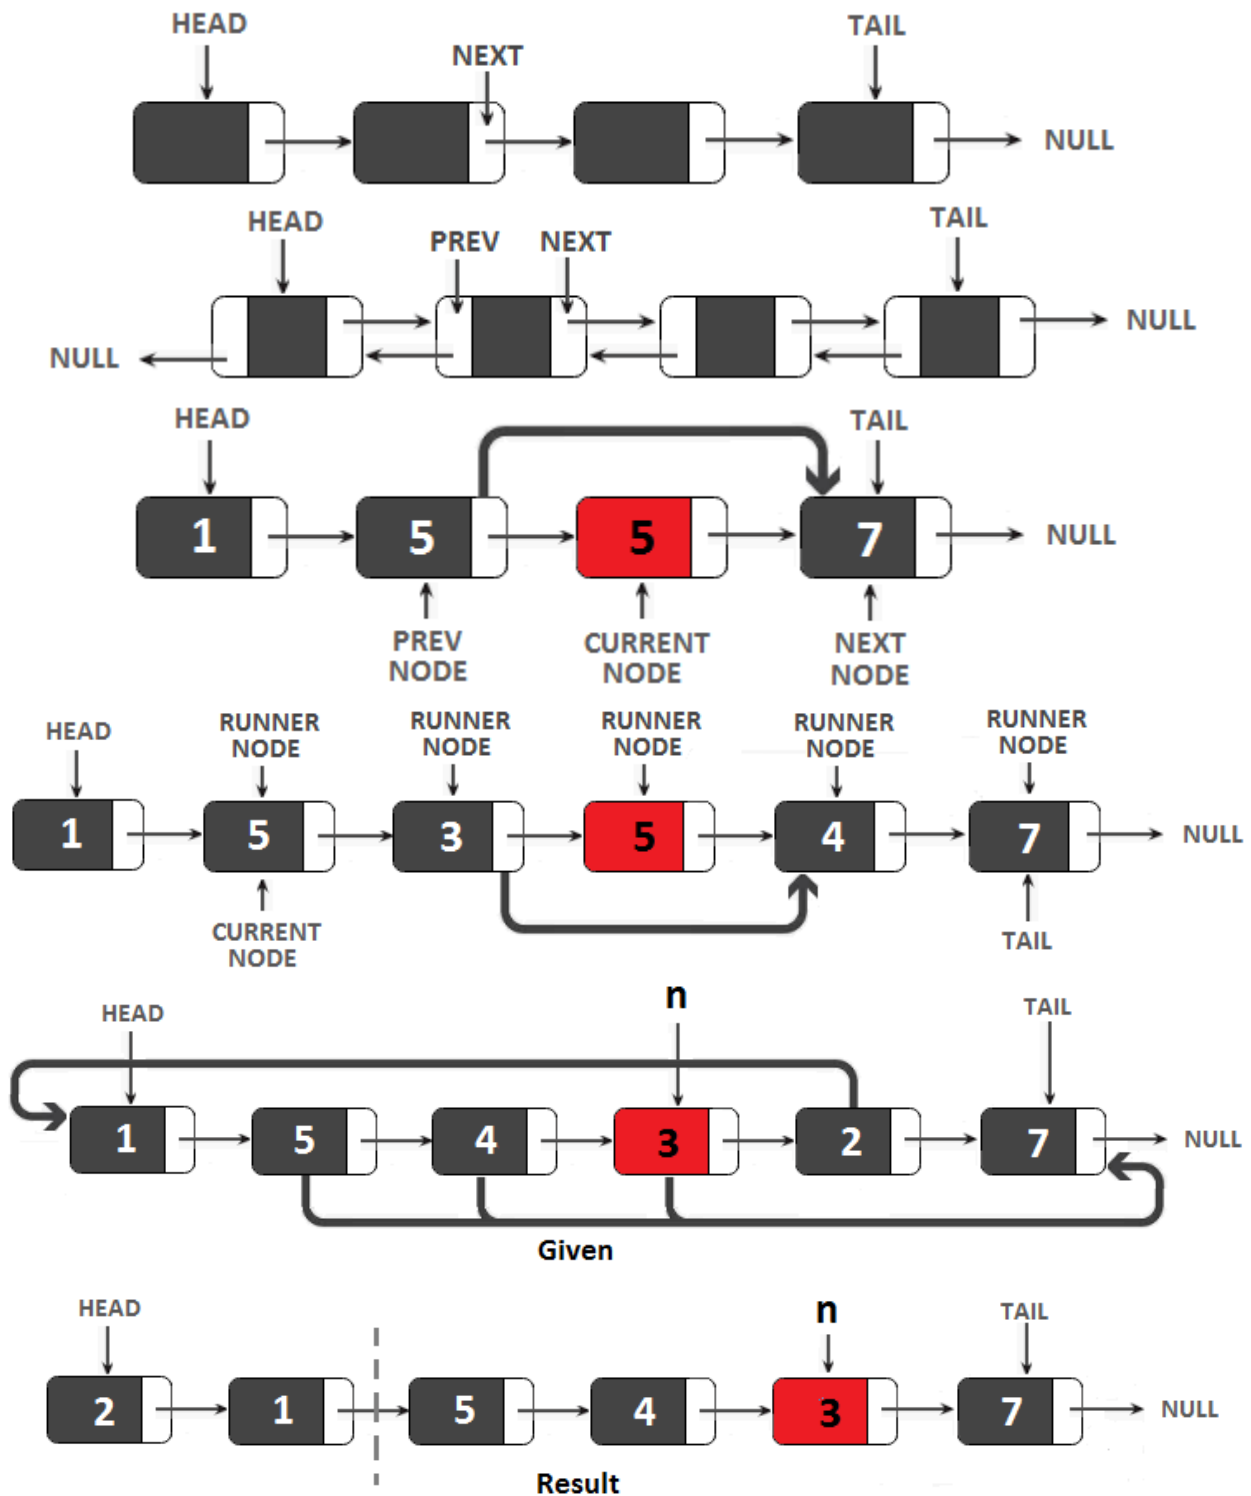 HEAD
TAIL
NEXT
NULL
HEAD
TAIL
PREV
NEXT
NULL
NULL
HEAD
TAIL
1
5
5
7
NULL
PREV
NODE
CURRENT
NODE
NEXT
NODE
HEAD
RUNNER
NODE
RUNNER
NODE
RUNNER
NODE
RUNNER
NODE
RUNNER
NODE
1
5
3
5
4
7
NULL
CURRENT
NODE
TAIL
HEAD
n
TAIL
1
5
4
3
2
7
NULL
Given
HEAD
n
TAIL
2
1
5
4
3
7
NULL
Result